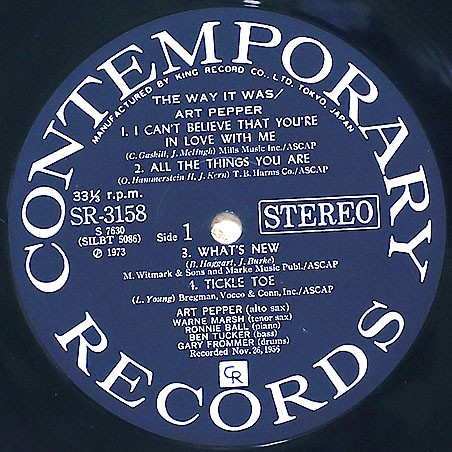 CONTEMPORARY RECORDS
MANUFACTURED BY KING RECORD CO., LTD. TOKYO, JAPAN
THE WAY IT WAS/
ART PEPPER
1. I CAN'T BELIEVE THAT YOU'RE
IN LOVE WITH ME
(C. Gaskill, J. McHugh) Mills Music Inc./ASCAP
2. ALL THE THINGS YOU ARE
(O. Hammerstein II, J. Kern) T.B. Harms Co./ASCAP
33⅓ r.p.m.
SR-3158
S 7630
(SILBT 5086)
Ⓟ 1973
Side 1
STEREO
3. WHAT'S NEW
(B. Haggart, J. Burke)
M. Witmark & Sons and Marke Music Publ./ASCAP
4. TICKLE TOE
(L. Young) Bregman, Vocco & Conn, Inc./ASCAP
ART PEPPER (alto sax)
WARNE MARSH (tenor sax)
RONNIE BALL (piano)
BEN TUCKER (bass)
GARY FROMMER (drums)
Recorded Nov. 26, 1956
CR